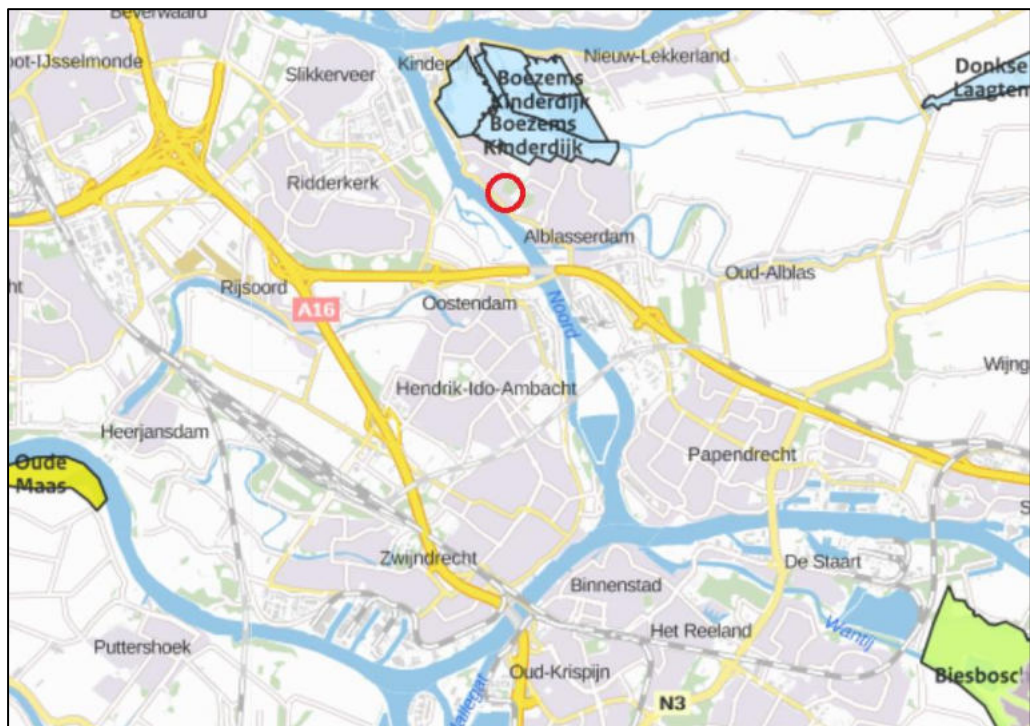 Beverwaard
oot-IJsselmonde
Slikkerveer
Kinder
Nieuw-Lekkerland
Donkse
Laagten
Boezems
Kinderdijk
Boezems
Kinderdijk
Ridderkerk
Alblasserdam
Oud-Alblas
Rijsoord
A16
Oostendam
Noord
ht
Wijng
Hendrik-Ido-Ambacht
Heerjansdam
Papendrecht
Oude
Maas
S
Zwijndrecht
De Staart
Binnenstad
Het Reeland
Wantij
Puttershoek
Oud-Krispijn
Biesbosch
N3
allegat